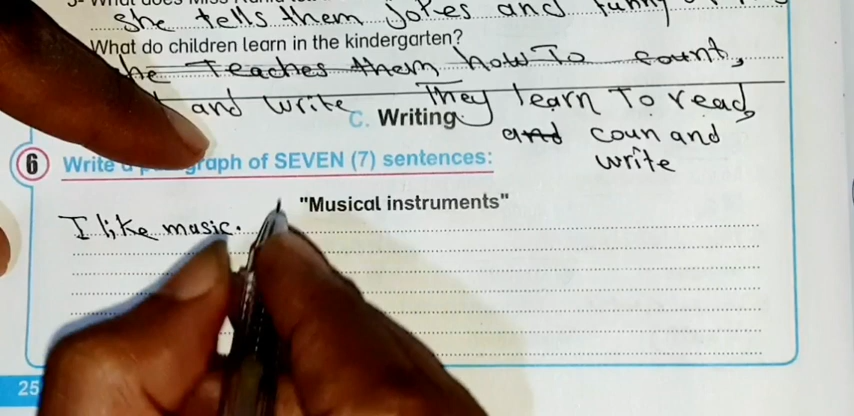 She tells them jokes and funny
What do children learn in the kindergarten?
he Teaches them how To count,
and write They learn To read,
C. Writing
and coun and
write
6 Write a paragraph of SEVEN (7) sentences:
"Musical instruments"
I like music.
25